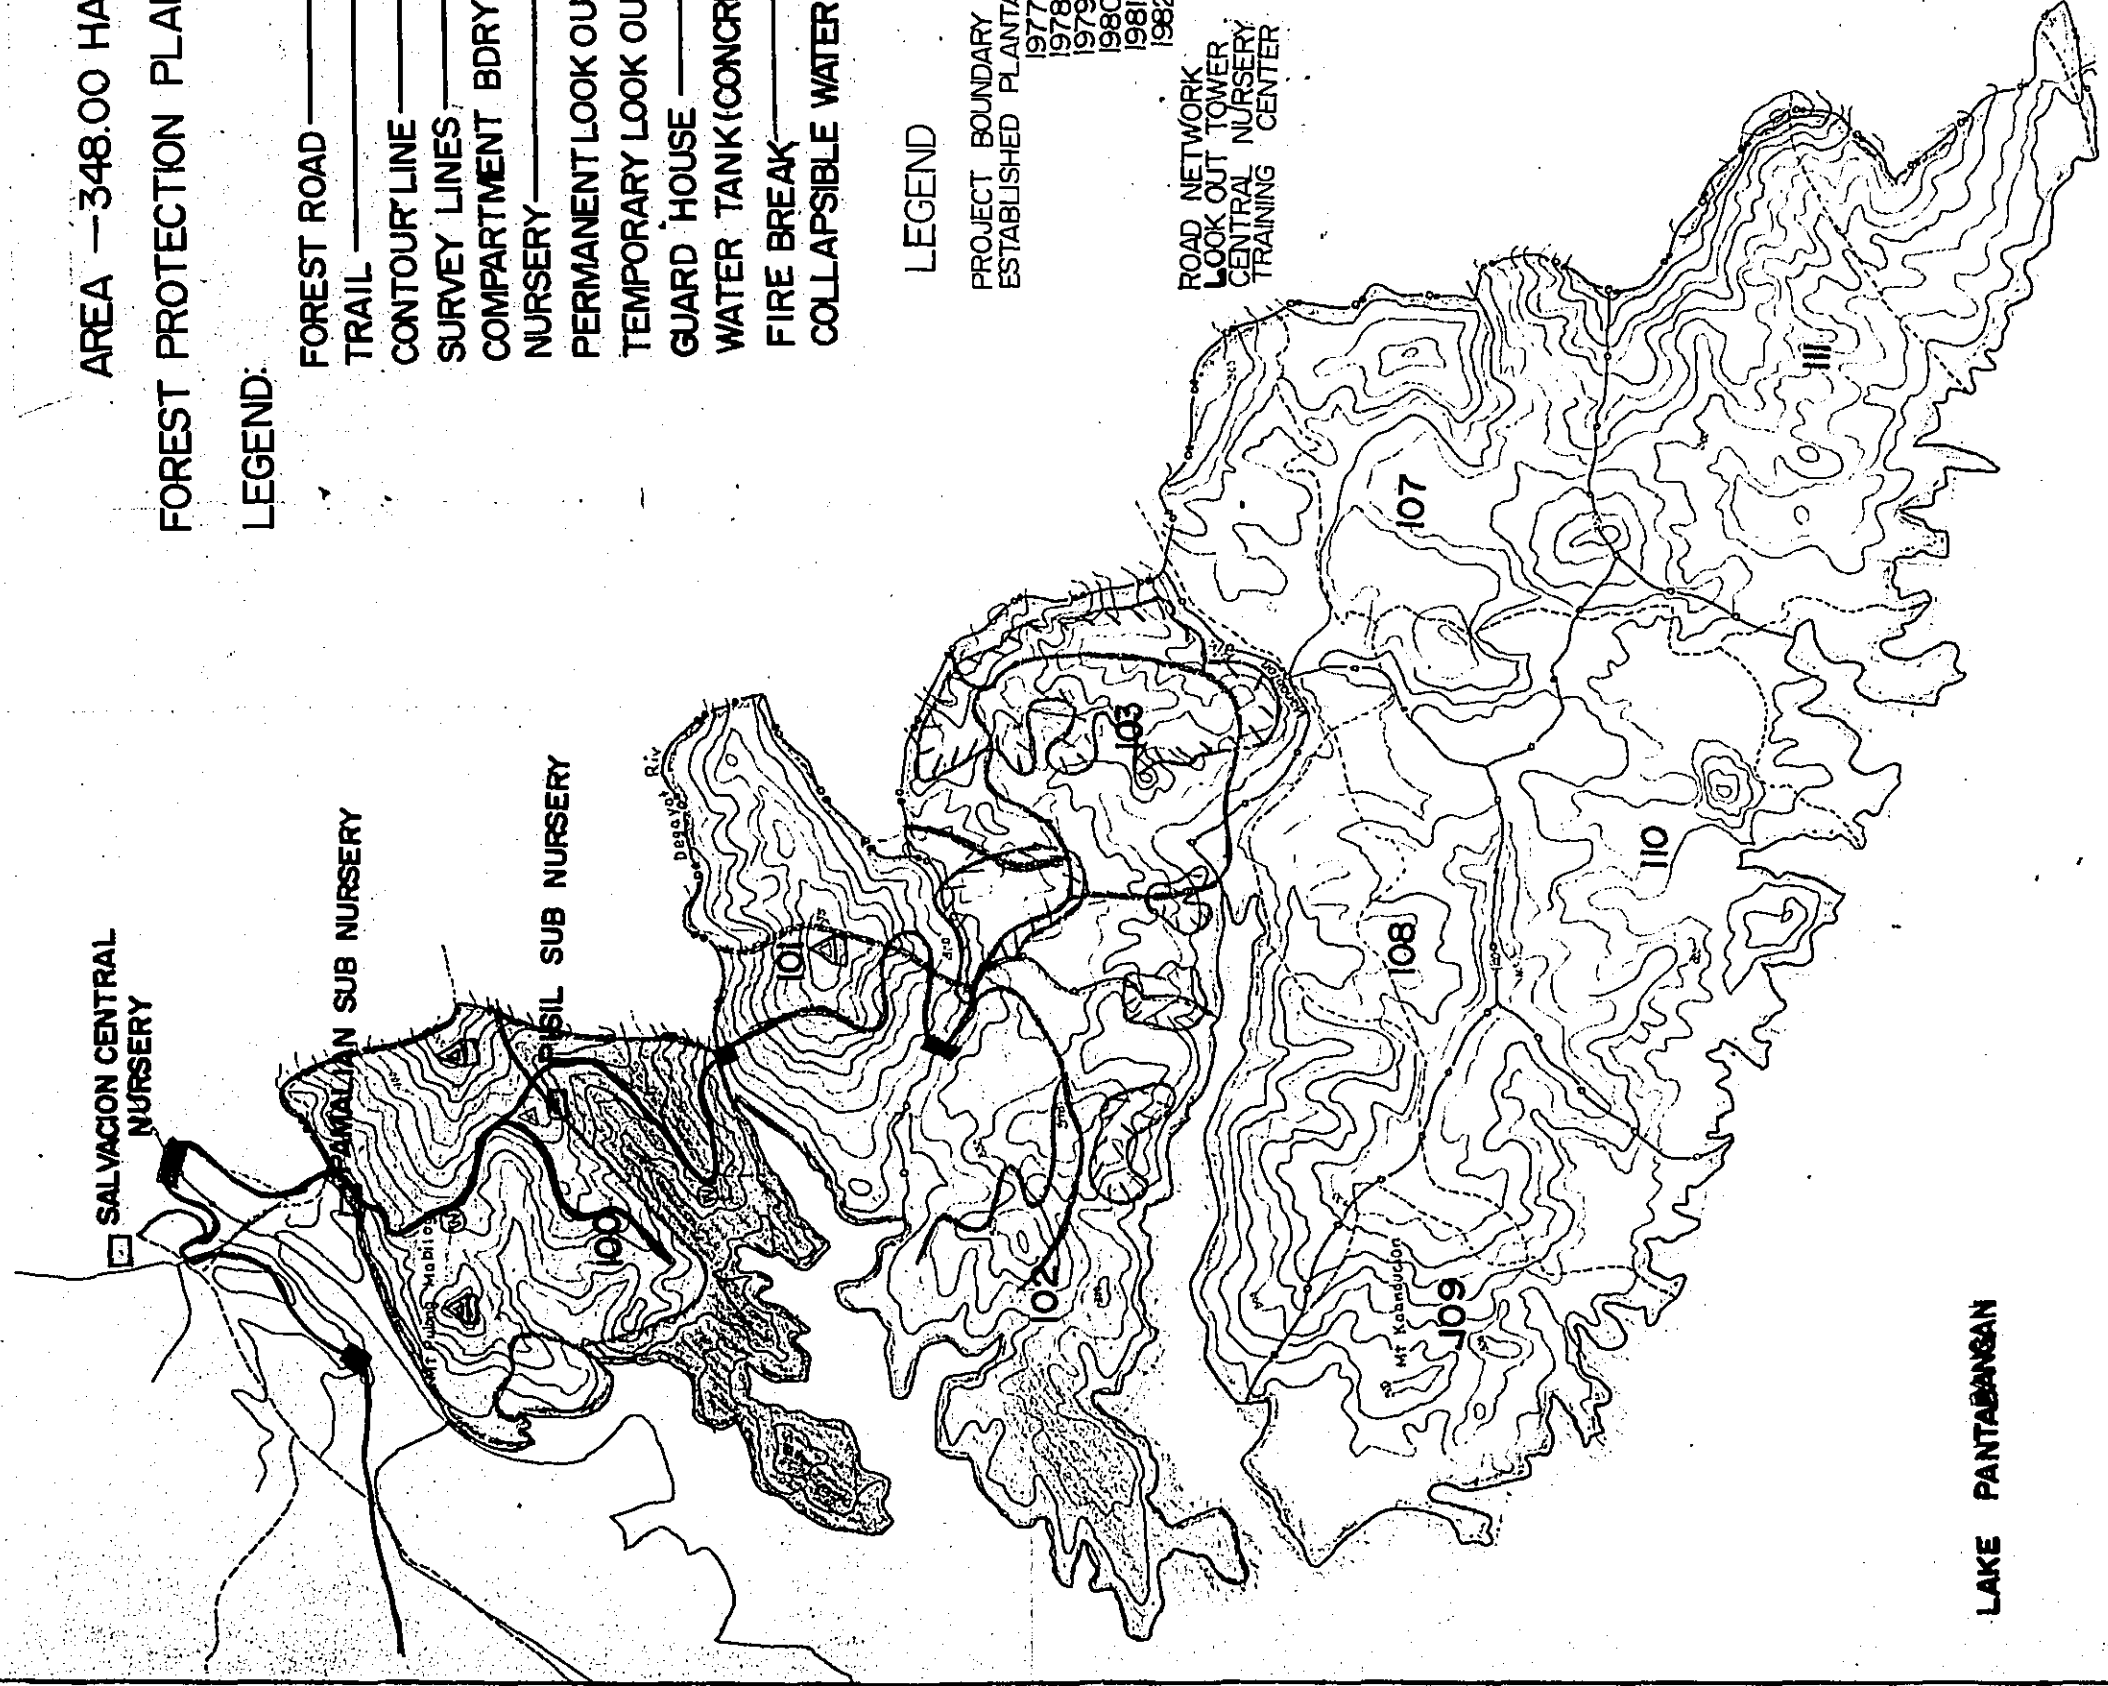 AREA — 348.00 HA
FOREST PROTECTION PLA
LEGEND:
FOREST ROAD
TRAIL
CONTOUR LINE
SURVEY LINES
COMPARTMENT BDRY
NURSERY
PERMANENT LOOK OU
TEMPORARY LOOK OU
GUARD HOUSE
WATER TANK (CONCR
FIRE BREAK
COLLAPSIBLE WATER
LEGEND
PROJECT BOUNDARY
ESTABLISHED PLANTA
1977
1978
1979
1980
1981
1982
ROAD NETWORK
LOOK OUT TOWER
CENTRAL NURSERY
TRAINING CENTER
SALVACION CENTRAL
NURSERY
PAMALIAN SUB NURSERY
SUB NURSERY
Riv
100
101
102
103
107
108
109
110
111
Mt
LAKE PANTABANGAN